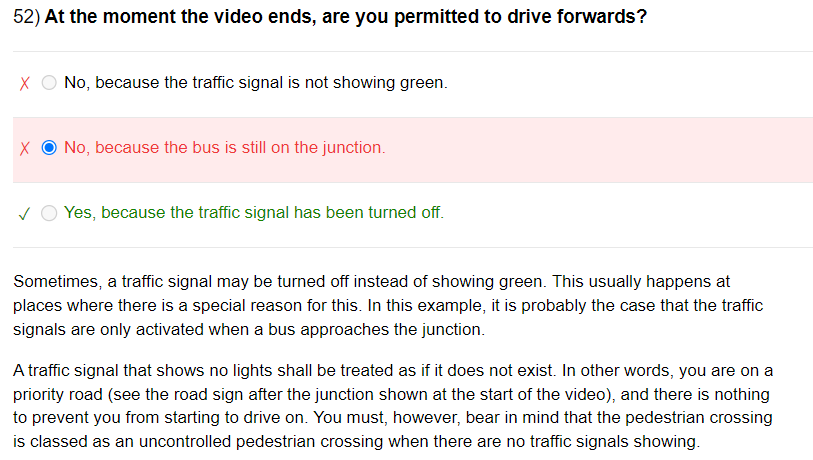 52) At the moment the video ends, are you permitted to drive forwards?
No, because the traffic signal is not showing green.
No, because the bus is still on the junction.
Yes, because the traffic signal has been turned off.
Sometimes, a traffic signal may be turned off instead of showing green. This usually happens at
places where there is a special reason for this. In this example, it is probably the case that the traffic
signals are only activated when a bus approaches the junction.
A traffic signal that shows no lights shall be treated as if it does not exist. In other words, you are on a
priority road (see the road sign after the junction shown at the start of the video), and there is nothing
to prevent you from starting to drive on. You must, however, bear in mind that the pedestrian crossing
is classed as an uncontrolled pedestrian crossing when there are no traffic signals showing.